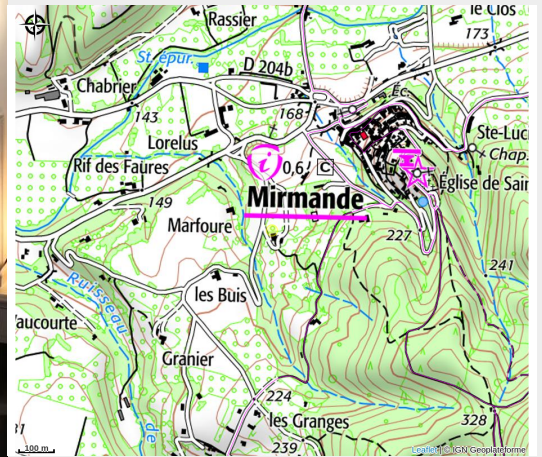 Rassier
le Clos
173
St. épur.
D 204b
Chabrier
Éc.
143
168
Lorelus
Ste-Luc
Chap.
i
0,6
C
Rif des Faures
Mirmande
Église de Sain
149
Marfoure
227
241
Ruisseau
les Buis
aucourte
Granier
224
328
les Granges
de
239
100 m
Leaflet | © IGN Geoplateforme